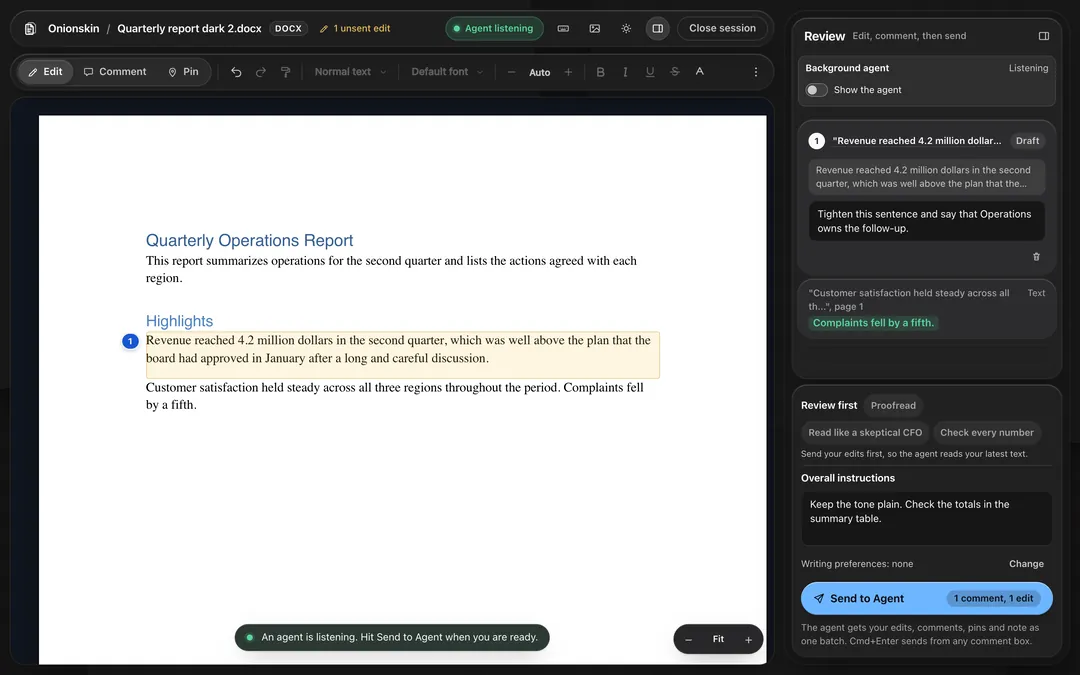 Onionskin / Quarterly report dark 2.docx DOCX 1 unsent edit Agent listening Close session
Edit Comment Pin Normal text Default font − Auto + B I U S A
Quarterly Operations Report
This report summarizes operations for the second quarter and lists the actions agreed with each
region.
Highlights
1 Revenue reached 4.2 million dollars in the second quarter, which was well above the plan that the
board had approved in January after a long and careful discussion.
Customer satisfaction held steady across all three regions throughout the period. Complaints fell
by a fifth.
An agent is listening. Hit Send to Agent when you are ready.
− Fit +
Review Edit, comment, then send
Background agent Listening
Show the agent
1 "Revenue reached 4.2 million dollar... Draft
Revenue reached 4.2 million dollars in the second
quarter, which was well above the plan that the...
Tighten this sentence and say that Operations
owns the follow-up.
"Customer satisfaction held steady across all Text
th...", page 1
Complaints fell by a fifth.
Review first Proofread
Read like a skeptical CFO Check every number
Send your edits first, so the agent reads your latest text.
Overall instructions
Keep the tone plain. Check the totals in the
summary table.
Writing preferences: none Change
Send to Agent 1 comment, 1 edit
The agent gets your edits, comments, pins and note as
one batch. Cmd+Enter sends from any comment box.